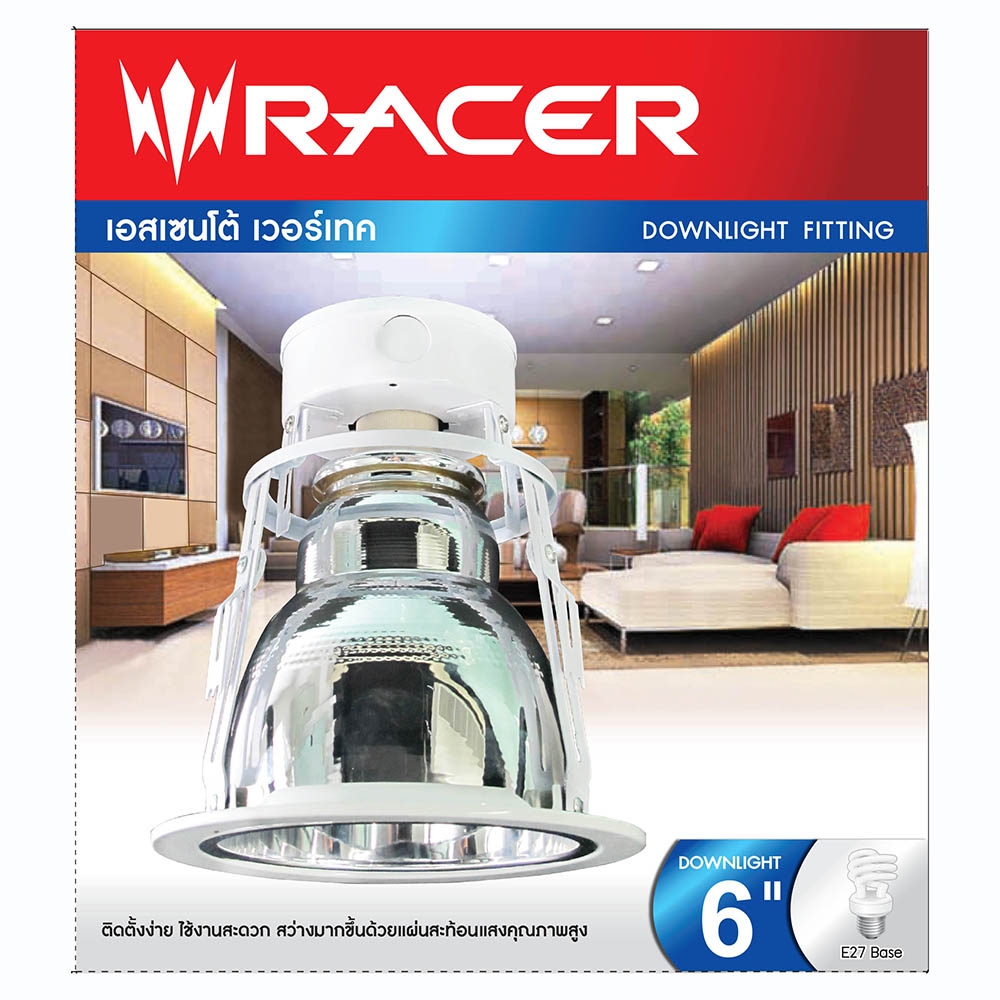 RACER
เอสเซนโต้ เวอร์เทค
DOWNLIGHT FITTING
DOWNLIGHT
6"
E27 Base
ติดตั้งง่าย ใช้งานสะดวก สว่างมากขึ้นด้วยแผ่นสะท้อนแสงคุณภาพสูง